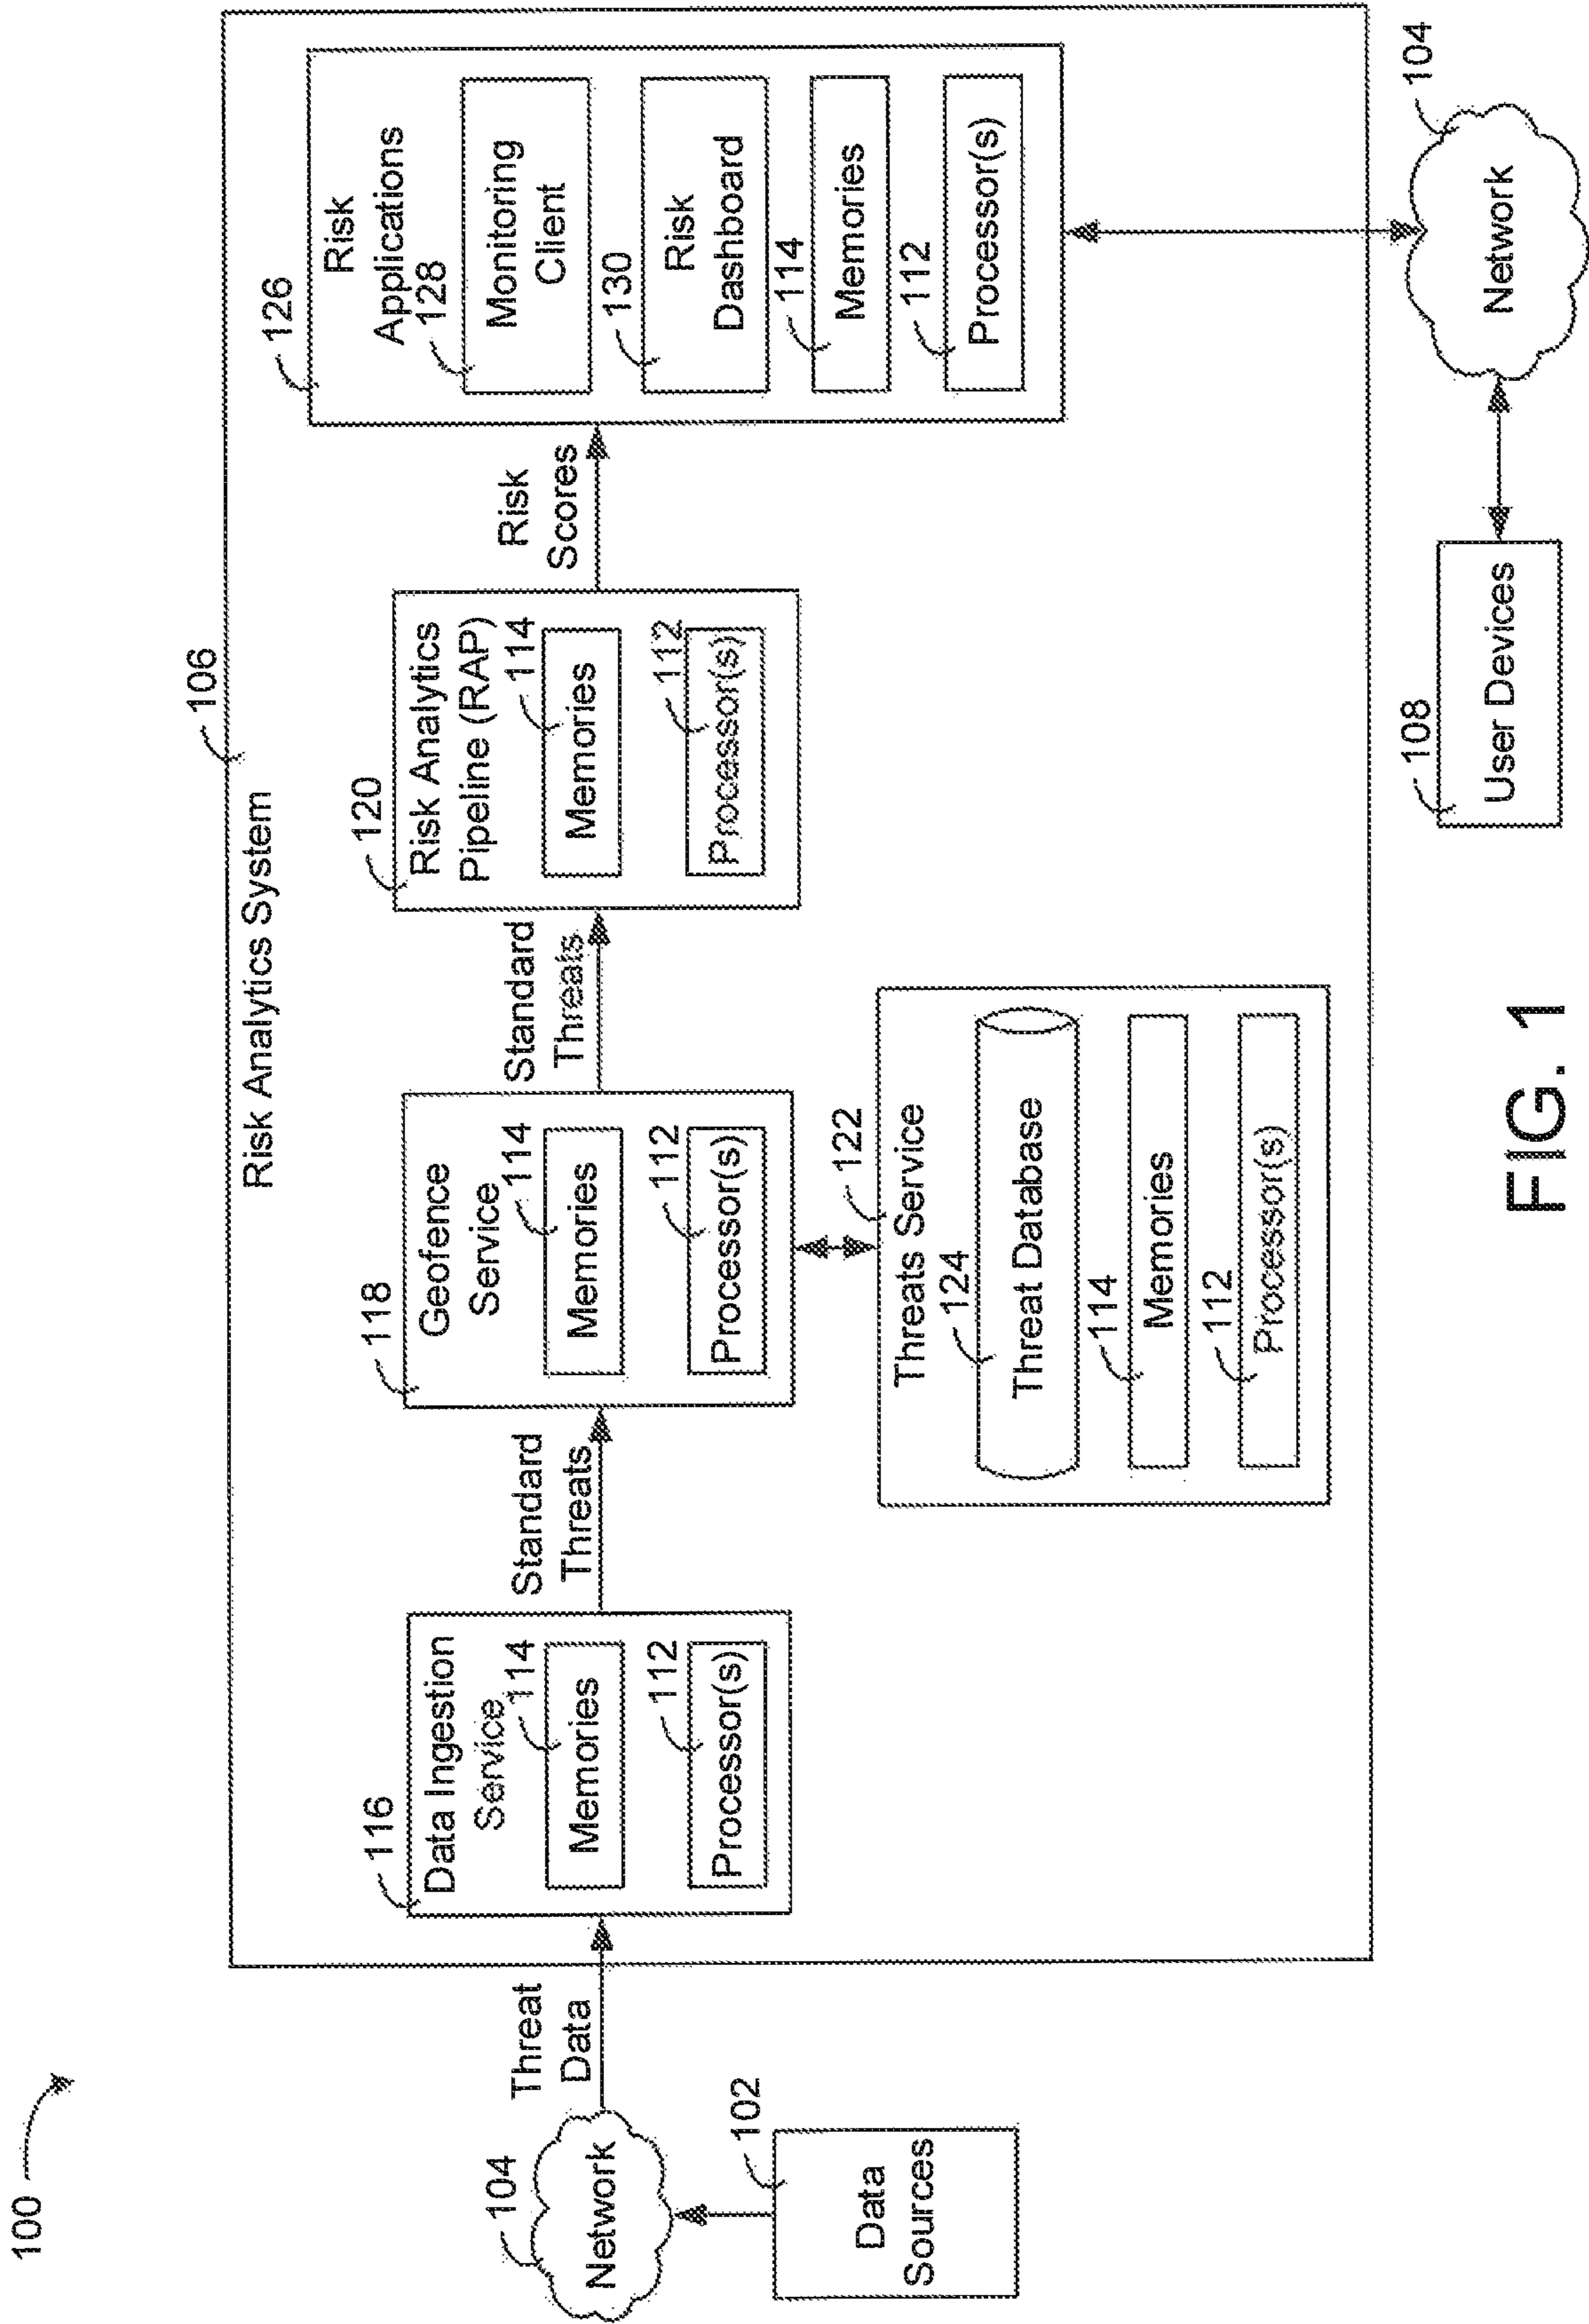 100
106
Risk Analytics System
104
Network
102
Data
Sources
Threat
Data
116
Data Ingestion
Service
114
Memories
112
Processor(s)
Standard
Threats
118
Geofence
Service
114
Memories
112
Processor(s)
122
Threats Service
124
Threat Database
114
Memories
112
Processor(s)
Standard
Threats
120
Risk Analytics
Pipeline (RAP)
114
Memories
112
Processor(s)
Risk
Scores
126
Risk
Applications
128
Monitoring
Client
130
Risk
Dashboard
114
Memories
112
Processor(s)
108
User Devices
104
Network
FIG. 1